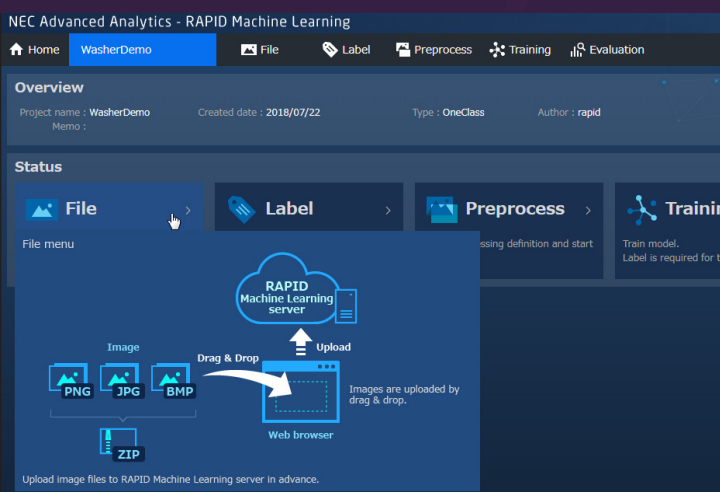 NEC Advanced Analytics - RAPID Machine Learning
Home WasherDemo File Label Preprocess Training Evaluation
Overview
Project name : WasherDemo Created date : 2018/07/22 Type : OneClass Author : rapid
Memo :
Status
File Label Preprocess
File menu
ssing definition and start Train model.
Label is required for
RAPID
Machine Learning
server
Image
Upload
Drag & Drop
PNG JPG BMP
Images are uploaded by
drag & drop.
Web browser
ZIP
Upload image files to RAPID Machine Learning server in advance.